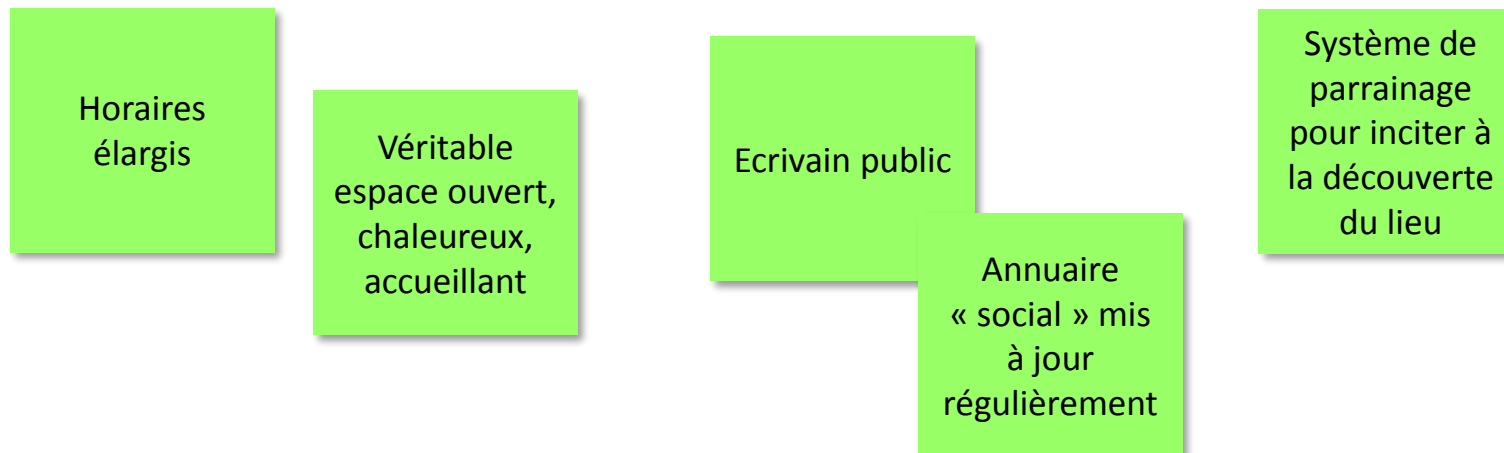 Horaires
élargis
Véritable
espace ouvert,
chaleureux,
accueillant
Ecrivain public
Annuaire
« social » mis
à jour
régulièrement
Système de
parrainage
pour inciter à
la découverte
du lieu